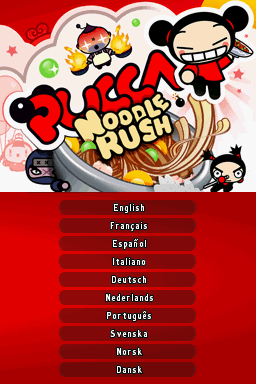 PUCCA
NOODLE
RUSH
English
Français
Español
Italiano
Deutsch
Nederlands
Português
Svenska
Norsk
Dansk